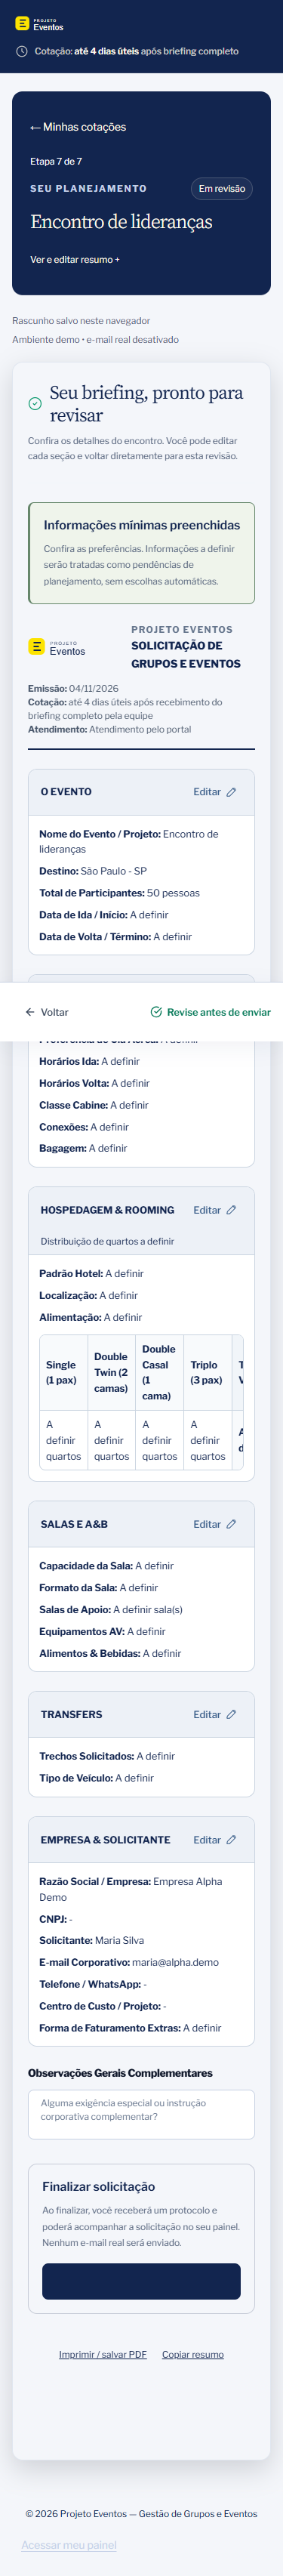 PROJETO
Eventos
Cotação: até 4 dias úteis após briefing completo
← Minhas cotações
Etapa 7 de 7
SEU PLANEJAMENTO
Em revisão
Encontro de lideranças
Ver e editar resumo +
Rascunho salvo neste navegador
Ambiente demo • e-mail real desativado
Seu briefing, pronto para
revisar
Confira os detalhes do encontro. Você pode editar
cada seção e voltar diretamente para esta revisão.
Informações mínimas preenchidas
Confira as preferências. Informações a definir
serão tratadas como pendências de
planejamento, sem escolhas automáticas.
PROJETO
Eventos
PROJETO EVENTOS
SOLICITAÇÃO DE
GRUPOS E EVENTOS
Emissão: 04/11/2026
Cotação: até 4 dias úteis após recebimento do
briefing completo pela equipe
Atendimento: Atendimento pelo portal
O EVENTO
Editar
Nome do Evento / Projeto: Encontro de
lideranças
Destino: São Paulo - SP
Total de Participantes: 50 pessoas
Data de Ida / Início: A definir
Data de Volta / Término: A definir
← Voltar
Revise antes de enviar
Horários Ida: A definir
Horários Volta: A definir
Classe Cabine: A definir
Conexões: A definir
Bagagem: A definir
HOSPEDAGEM & ROOMING
Editar
Distribuição de quartos a definir
Padrão Hotel: A definir
Localização: A definir
Alimentação: A definir
Single
(1 pax)
Double
Twin (2
camas)
Double
Casal
(1
cama)
Triplo
(3 pax)
A
definir
quartos
A
definir
quartos
A
definir
quartos
A
definir
quartos
SALAS E A&B
Editar
Capacidade da Sala: A definir
Formato da Sala: A definir
Salas de Apoio: A definir sala(s)
Equipamentos AV: A definir
Alimentos & Bebidas: A definir
TRANSFERS
Editar
Trechos Solicitados: A definir
Tipo de Veículo: A definir
EMPRESA & SOLICITANTE
Editar
Razão Social / Empresa: Empresa Alpha
Demo
CNPJ: -
Solicitante: Maria Silva
E-mail Corporativo: maria@alpha.demo
Telefone / WhatsApp: -
Centro de Custo / Projeto: -
Forma de Faturamento Extras: A definir
Observações Gerais Complementares
Alguma exigência especial ou instrução
corporativa complementar?
Finalizar solicitação
Ao finalizar, você receberá um protocolo e
poderá acompanhar a solicitação no seu painel.
Nenhum e-mail real será enviado.
Imprimir / salvar PDF
Copiar resumo
© 2026 Projeto Eventos — Gestão de Grupos e Eventos
Acessar meu painel